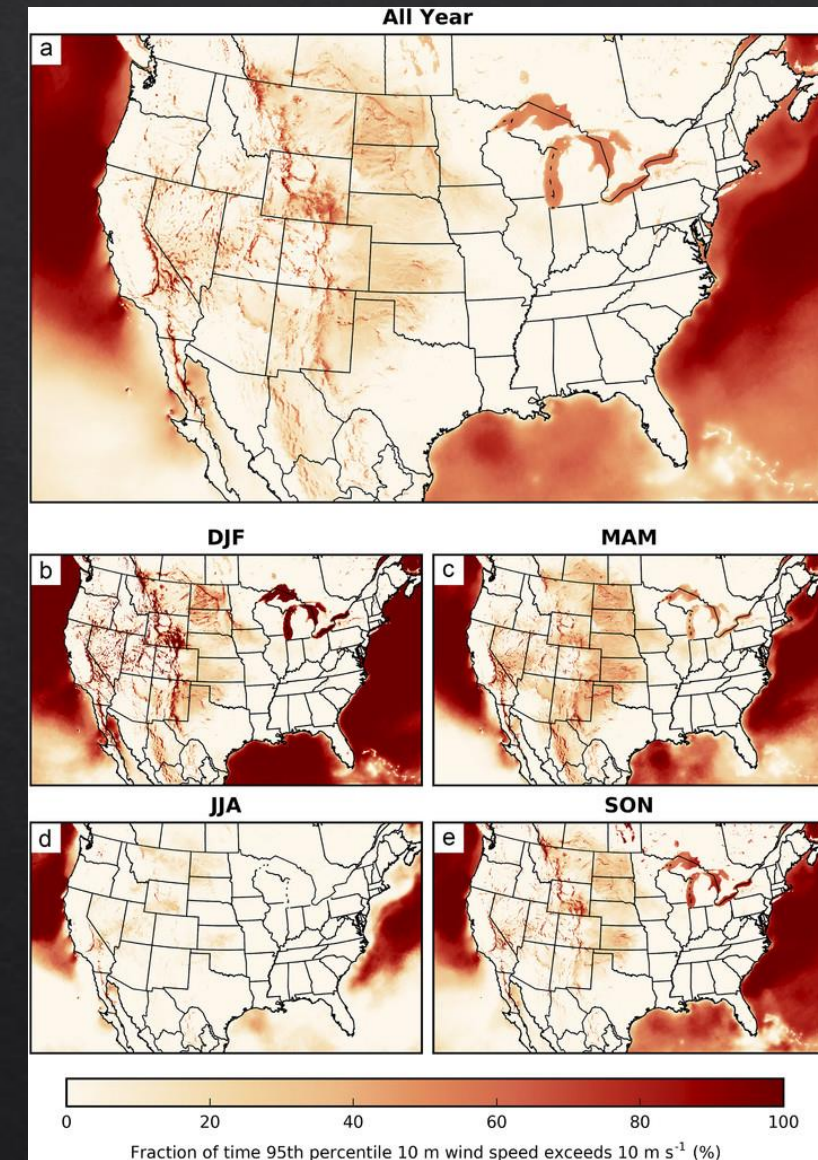 All Year
a
DJF
MAM
b
c
JJA
SON
d
e
0 20 40 60 80 100
Fraction of time 95th percentile 10 m wind speed exceeds 10 m s⁻¹ (%)